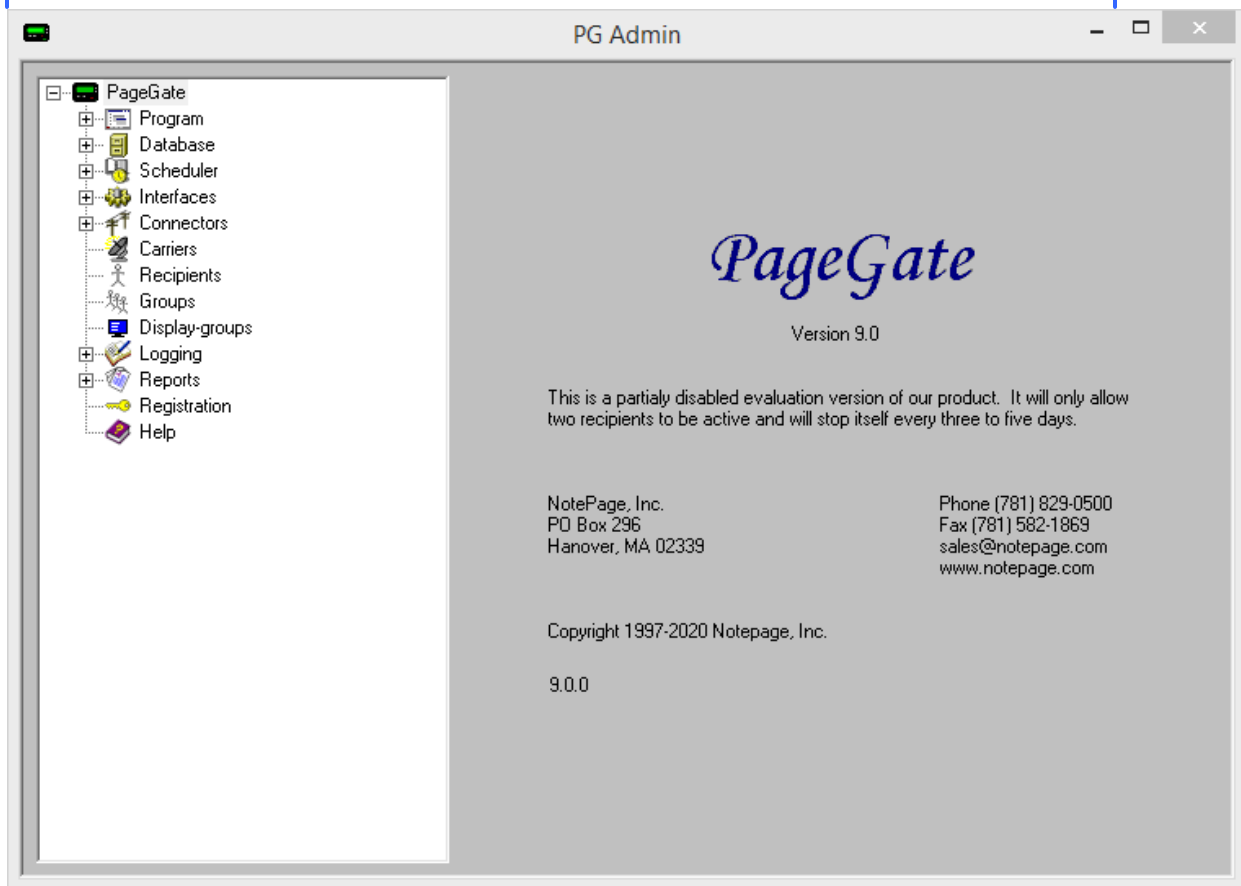 PG Admin
PageGate
Program
Database
Scheduler
Interfaces
Connectors
Carriers
Recipients
Groups
Display-groups
Logging
Reports
Registration
Help
PageGate
Version 9.0
This is a partialy disabled evaluation version of our product. It will only allow
two recipients to be active and will stop itself every three to five days.
NotePage, Inc.
PO Box 296
Hanover, MA 02339
Phone (781) 829-0500
Fax (781) 582-1869
sales@notepage.com
www.notepage.com
Copyright 1997-2020 Notepage, Inc.
9.0.0